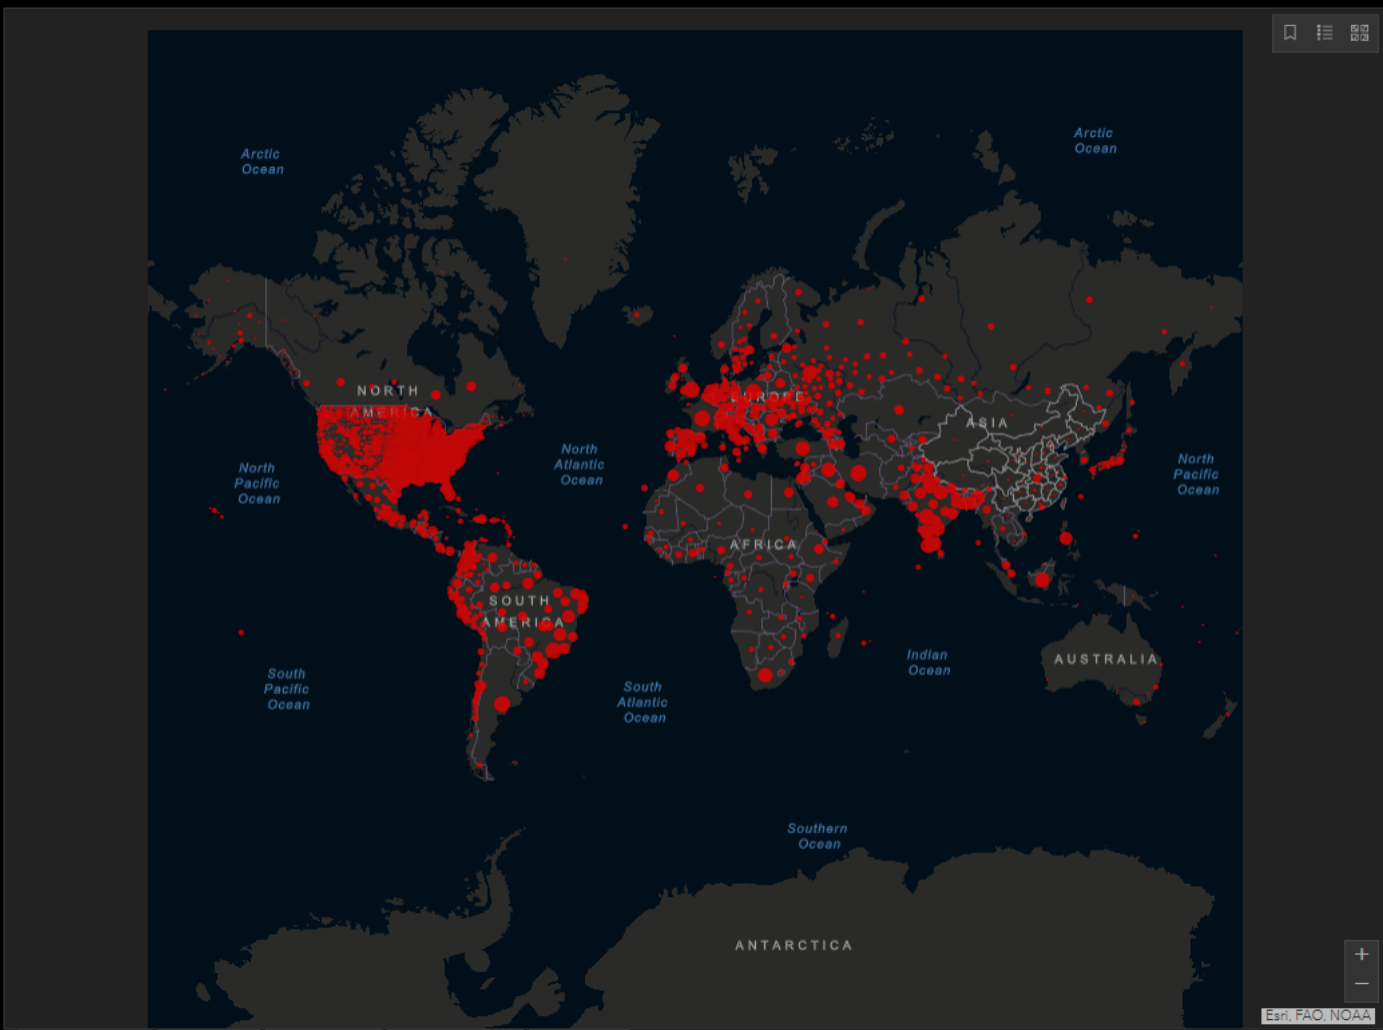 Arctic
Ocean
Arctic
Ocean
NORTH
AMERICA
EUROPE
ASIA
North
Pacific
Ocean
North
Atlantic
Ocean
North
Pacific
Ocean
AFRICA
SOUTH
AMERICA
South
Pacific
Ocean
South
Atlantic
Ocean
Indian
Ocean
AUSTRALIA
Southern
Ocean
ANTARCTICA
+
−
Esri, FAO, NOAA